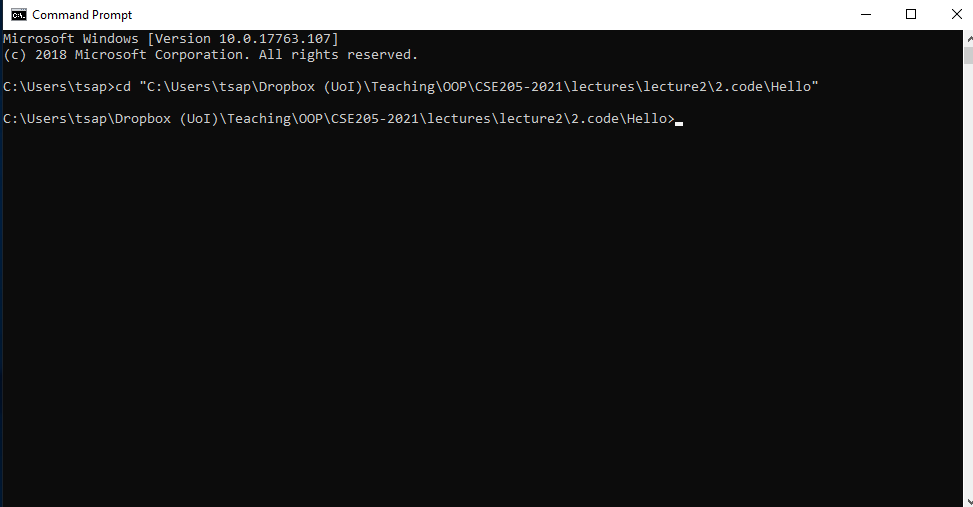 Command Prompt
Microsoft Windows [Version 10.0.17763.107]
(c) 2018 Microsoft Corporation. All rights reserved.
C:\Users\tsap>cd "C:\Users\tsap\Dropbox (UoI)\Teaching\OOP\CSE205-2021\lectures\lecture2\2.code\Hello"
C:\Users\tsap\Dropbox (UoI)\Teaching\OOP\CSE205-2021\lectures\lecture2\2.code\Hello>